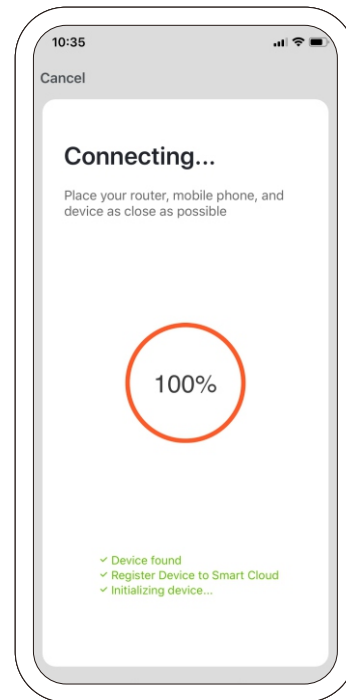 10:35
Cancel
Connecting...
Place your router, mobile phone, and
device as close as possible
100%
✓ Device found
✓ Register Device to Smart Cloud
✓ Initializing device...